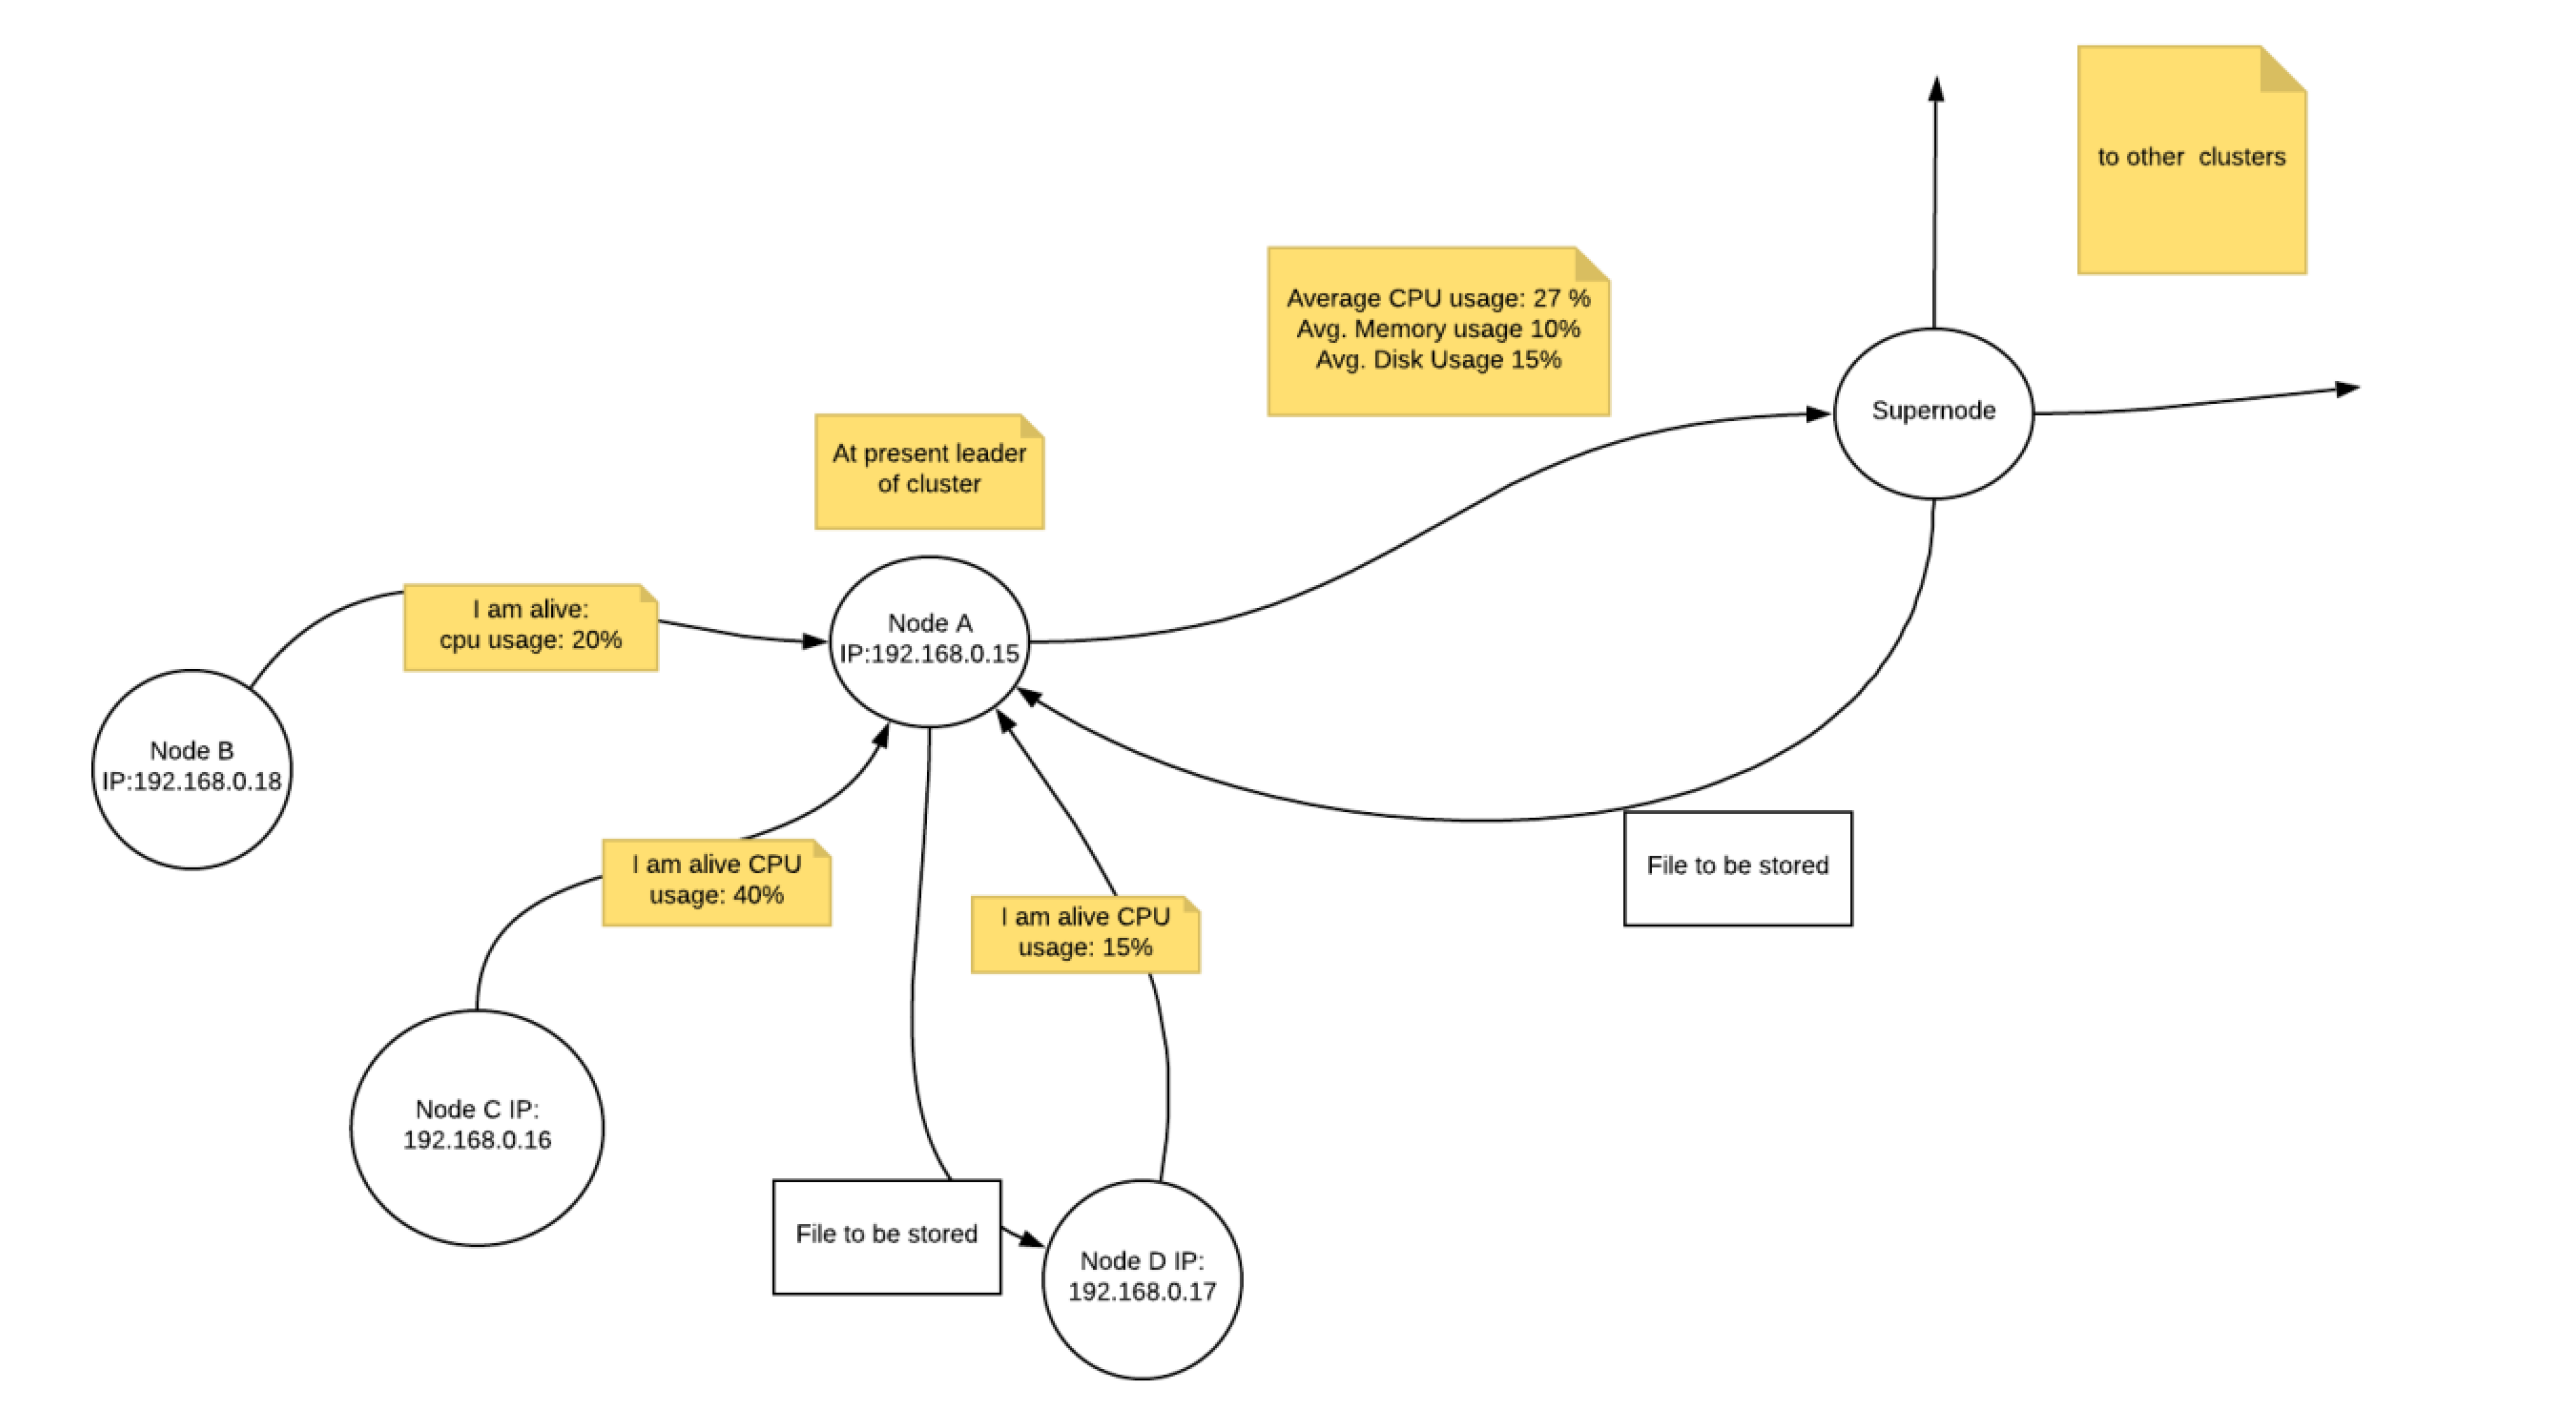 to other  clusters
Average CPU usage: 27 %
Avg. Memory usage 10%
Avg. Disk Usage 15%
Supernode
At present leader
of cluster
I am alive:
cpu usage: 20%
Node A
IP:192.168.0.15
Node B
IP:192.168.0.18
I am alive CPU
usage: 40%
I am alive CPU
usage: 15%
File to be stored
Node C IP:
192.168.0.16
File to be stored
Node D IP:
192.168.0.17